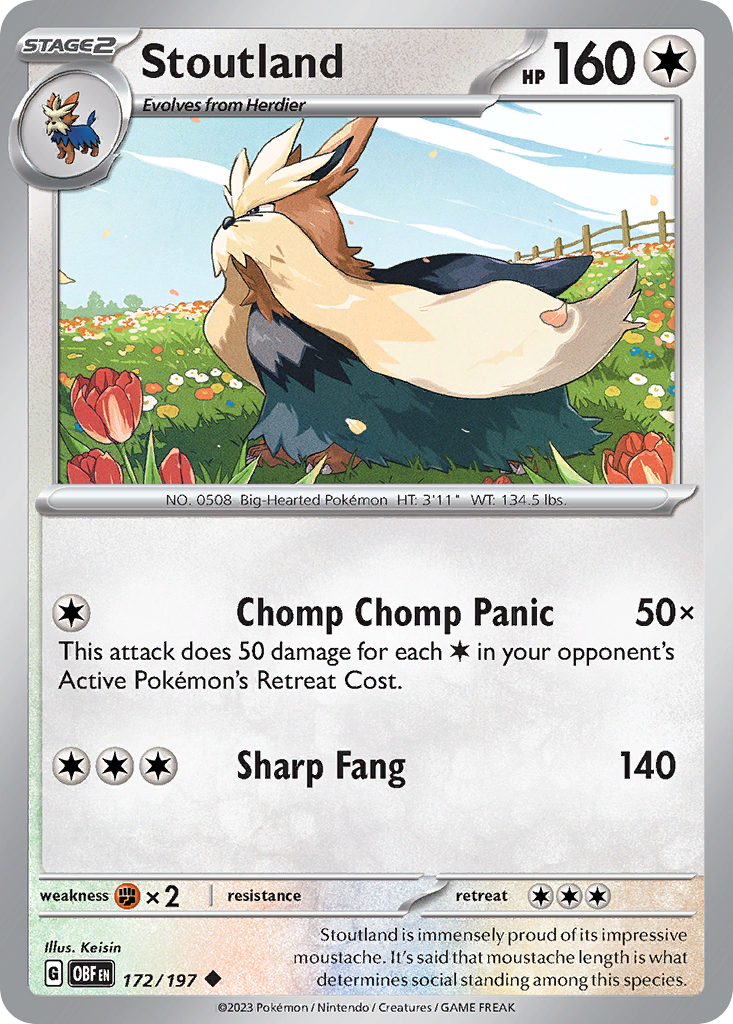 STAGE2
Stoutland
HP 160
Evolves from Herdier
NO. 0508 Big-Hearted Pokémon HT: 3'11" WT: 134.5 lbs.
Chomp Chomp Panic 50×
This attack does 50 damage for each in your opponent's
Active Pokémon's Retreat Cost.
Sharp Fang 140
weakness ×2 resistance retreat
Illus. Keisin
G OBF EN 172/197
Stoutland is immensely proud of its impressive
moustache. It's said that moustache length is what
determines social standing among this species.
©2023 Pokémon / Nintendo / Creatures / GAME FREAK